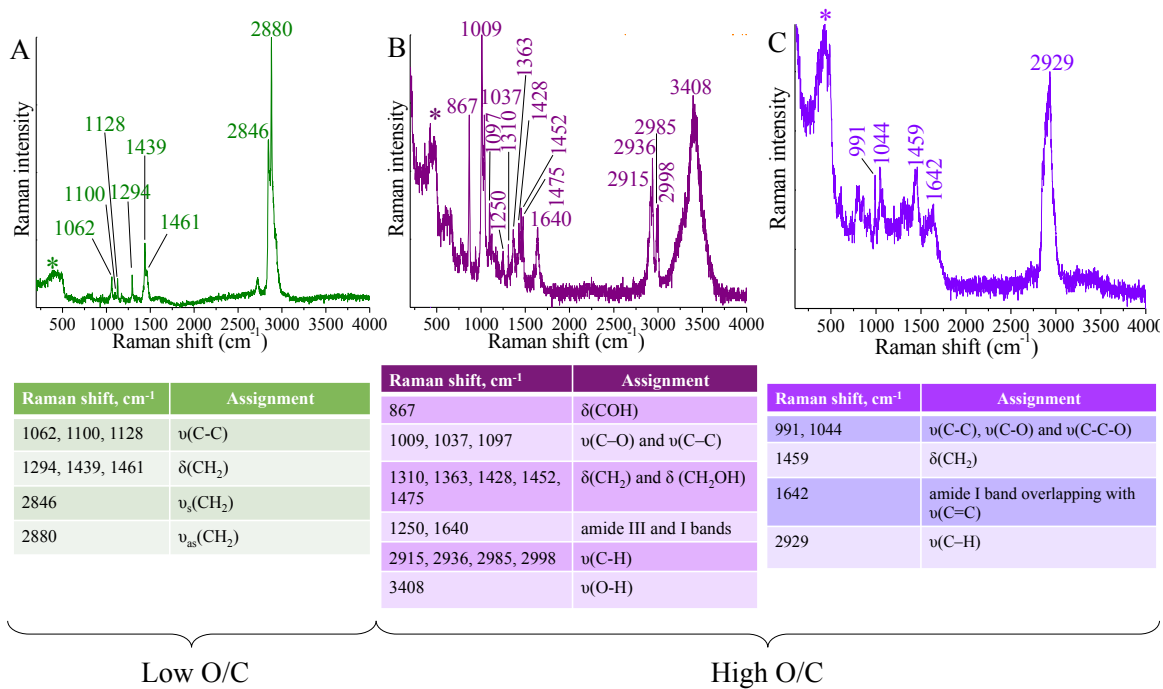 A
Raman intensity
2880
2846
1128
1439
1100
1294
1062
1461
*
500 1000 1500 2500 3000 3500 4000
Raman shift (cm-1)
B
Raman intensity
1009
1363
867
1037
1428
3408
*
1097
1310
1452
2985
2936
2915
2998
1475
1250
1640
500 1000 1500 2500 3000 3500 4000
Raman shift (cm-1)
C
Raman intensity
*
2929
991
1044
1459
1642
500 1000 1500 2500 3000 3500 4000
Raman shift (cm-1)
Raman shift, cm-1 Assignment
1062, 1100, 1128 υ(C-C)
1294, 1439, 1461 δ(CH2)
2846 υs(CH2)
2880 υas(CH2)
Raman shift, cm-1 Assignment
867 δ(COH)
1009, 1037, 1097 υ(C–O) and υ(C–C)
1310, 1363, 1428, 1452, δ(CH2) and δ (CH2OH)
1475
1250, 1640 amide III and I bands
2915, 2936, 2985, 2998 υ(C-H)
3408 υ(O-H)
Raman shift, cm-1 Assignment
991, 1044 υ(C-C), υ(C-O) and υ(C-C-O)
1459 δ(CH2)
1642 amide I band overlapping with
υ(C=C)
2929 υ(C–H)
Low O/C
High O/C